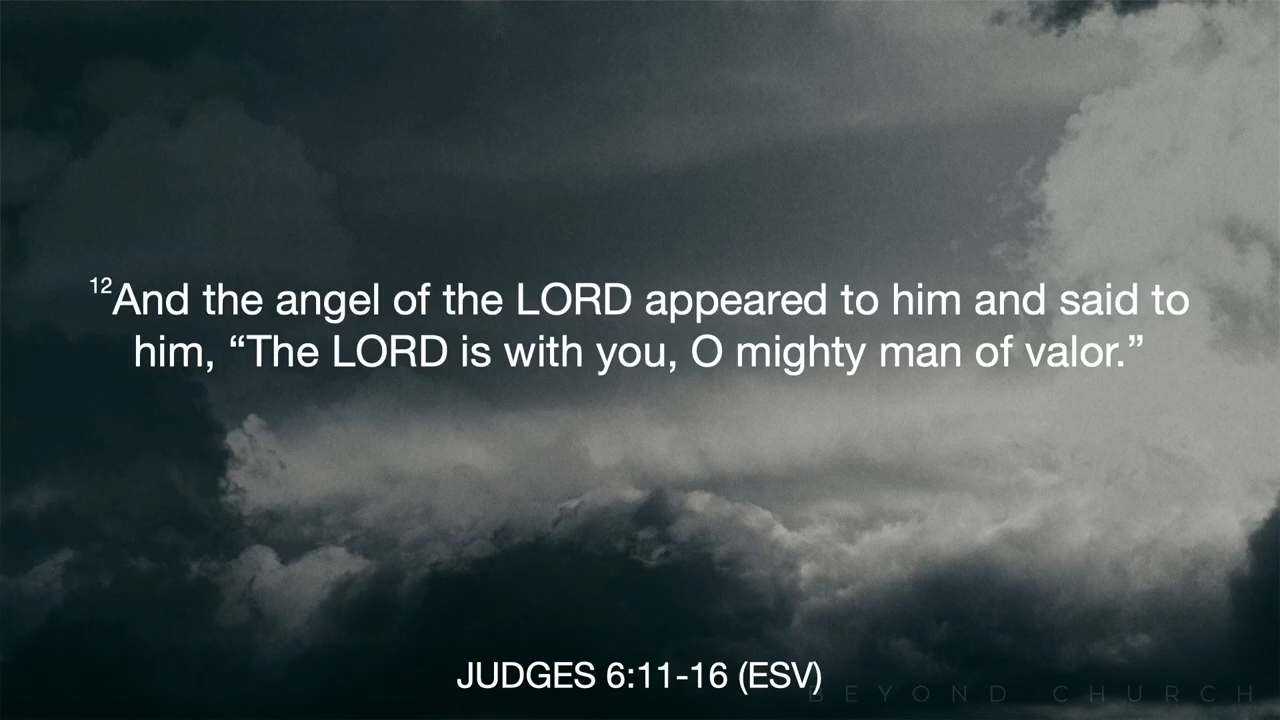 12And the angel of the LORD appeared to him and said to
him, “The LORD is with you, O mighty man of valor.”
JUDGES 6:11-16 (ESV)
BEYOND CHURCH